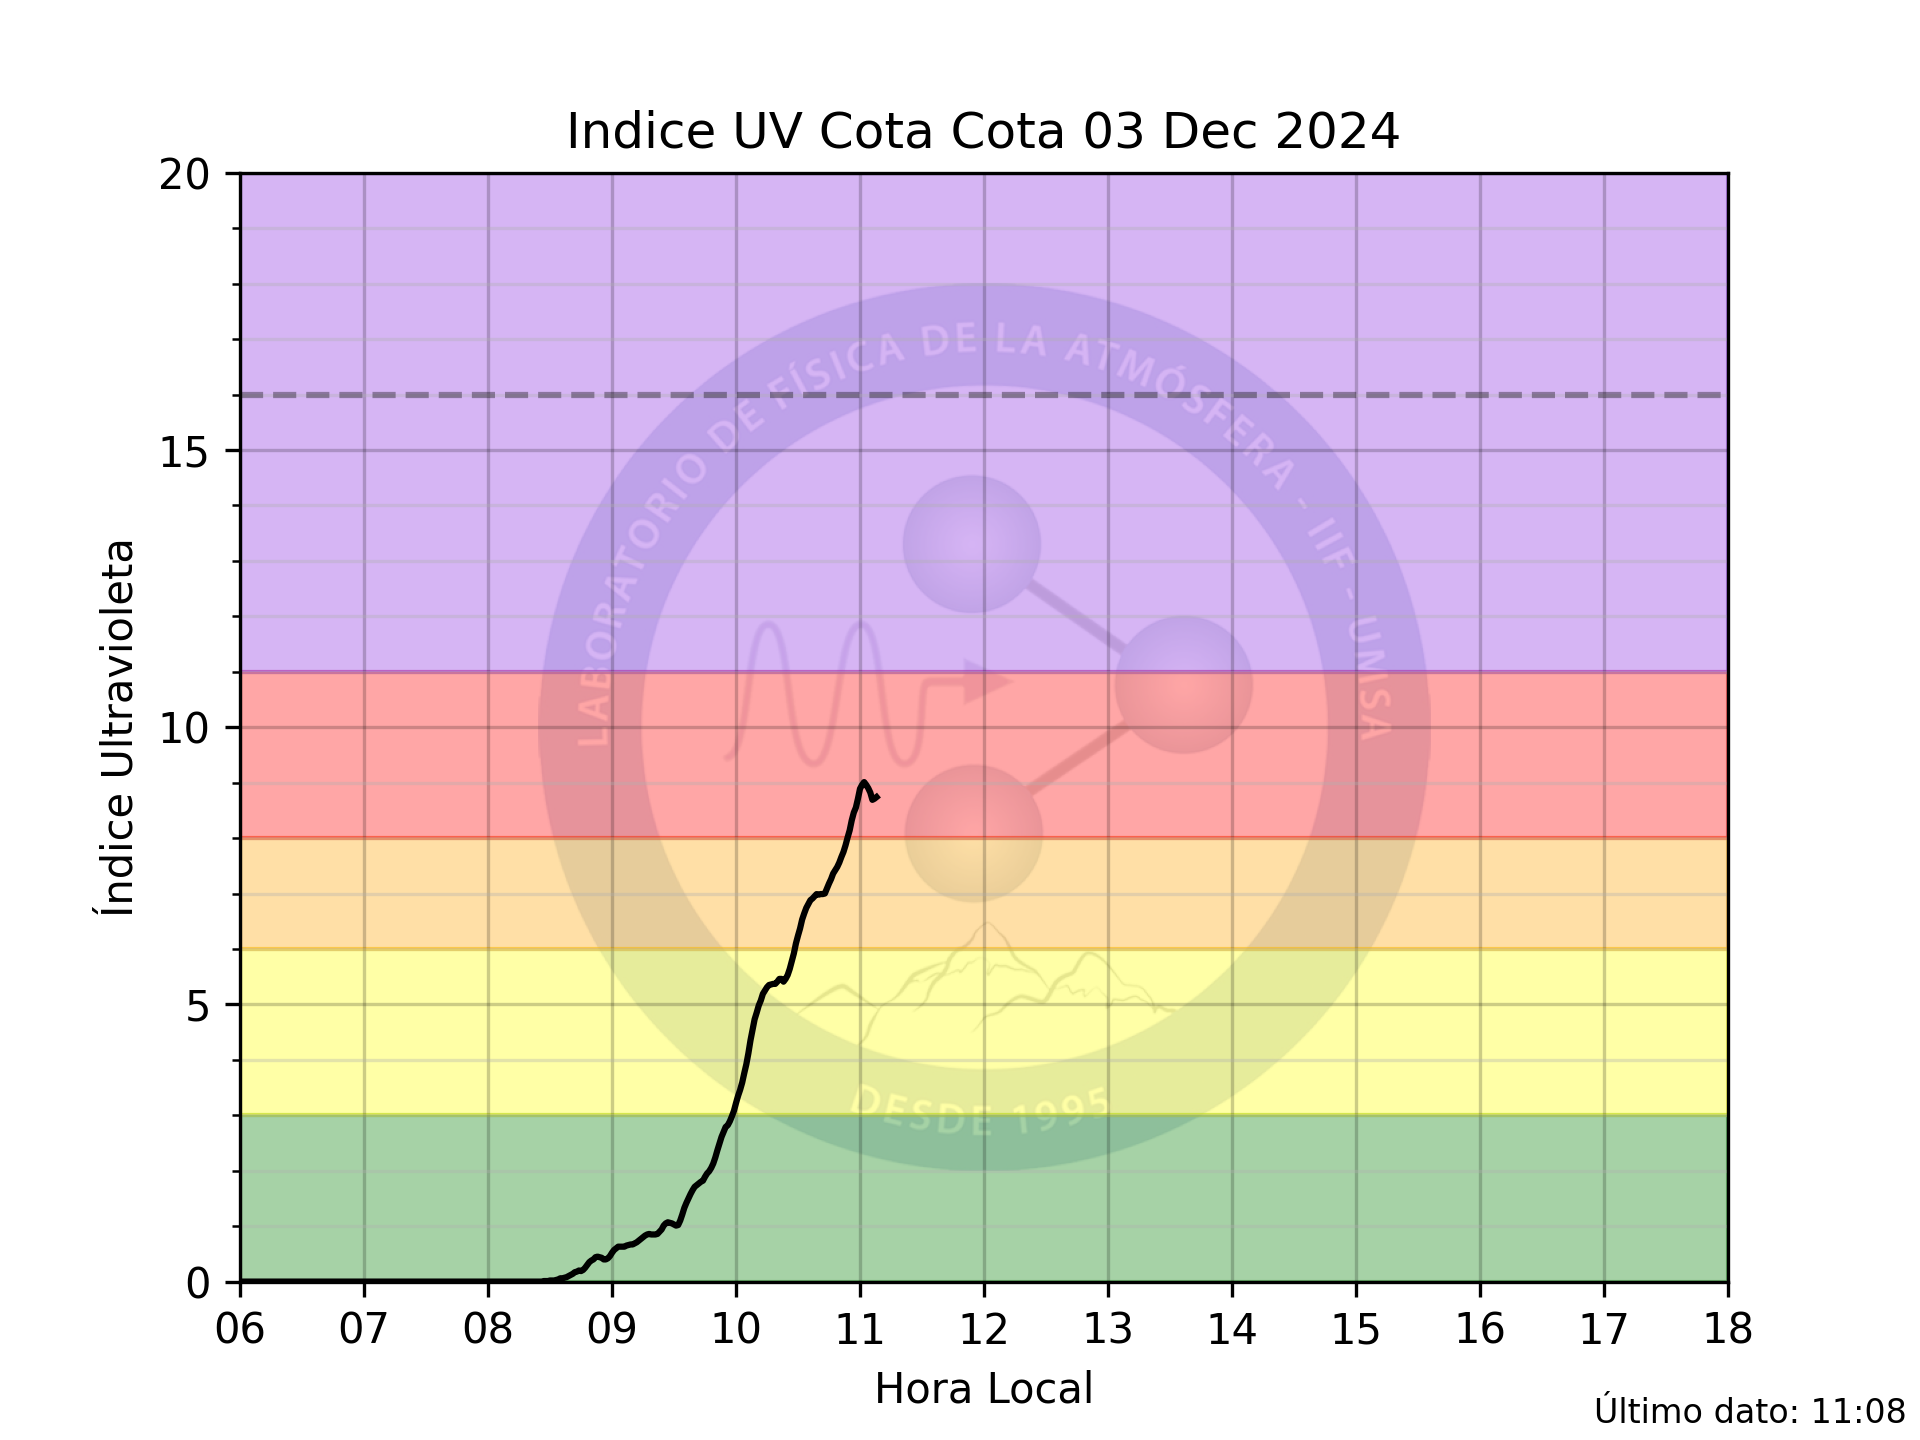 Indice UV Cota Cota 03 Dec 2024
20
15
10
5
0
Índice Ultravioleta
LABORATORIO DE FÍSICA DE LA ATMÓSFERA - IIF - UMSA
DESDE 1995
06 07 08 09 10 11 12 13 14 15 16 17 18
Hora Local
Último dato: 11:08